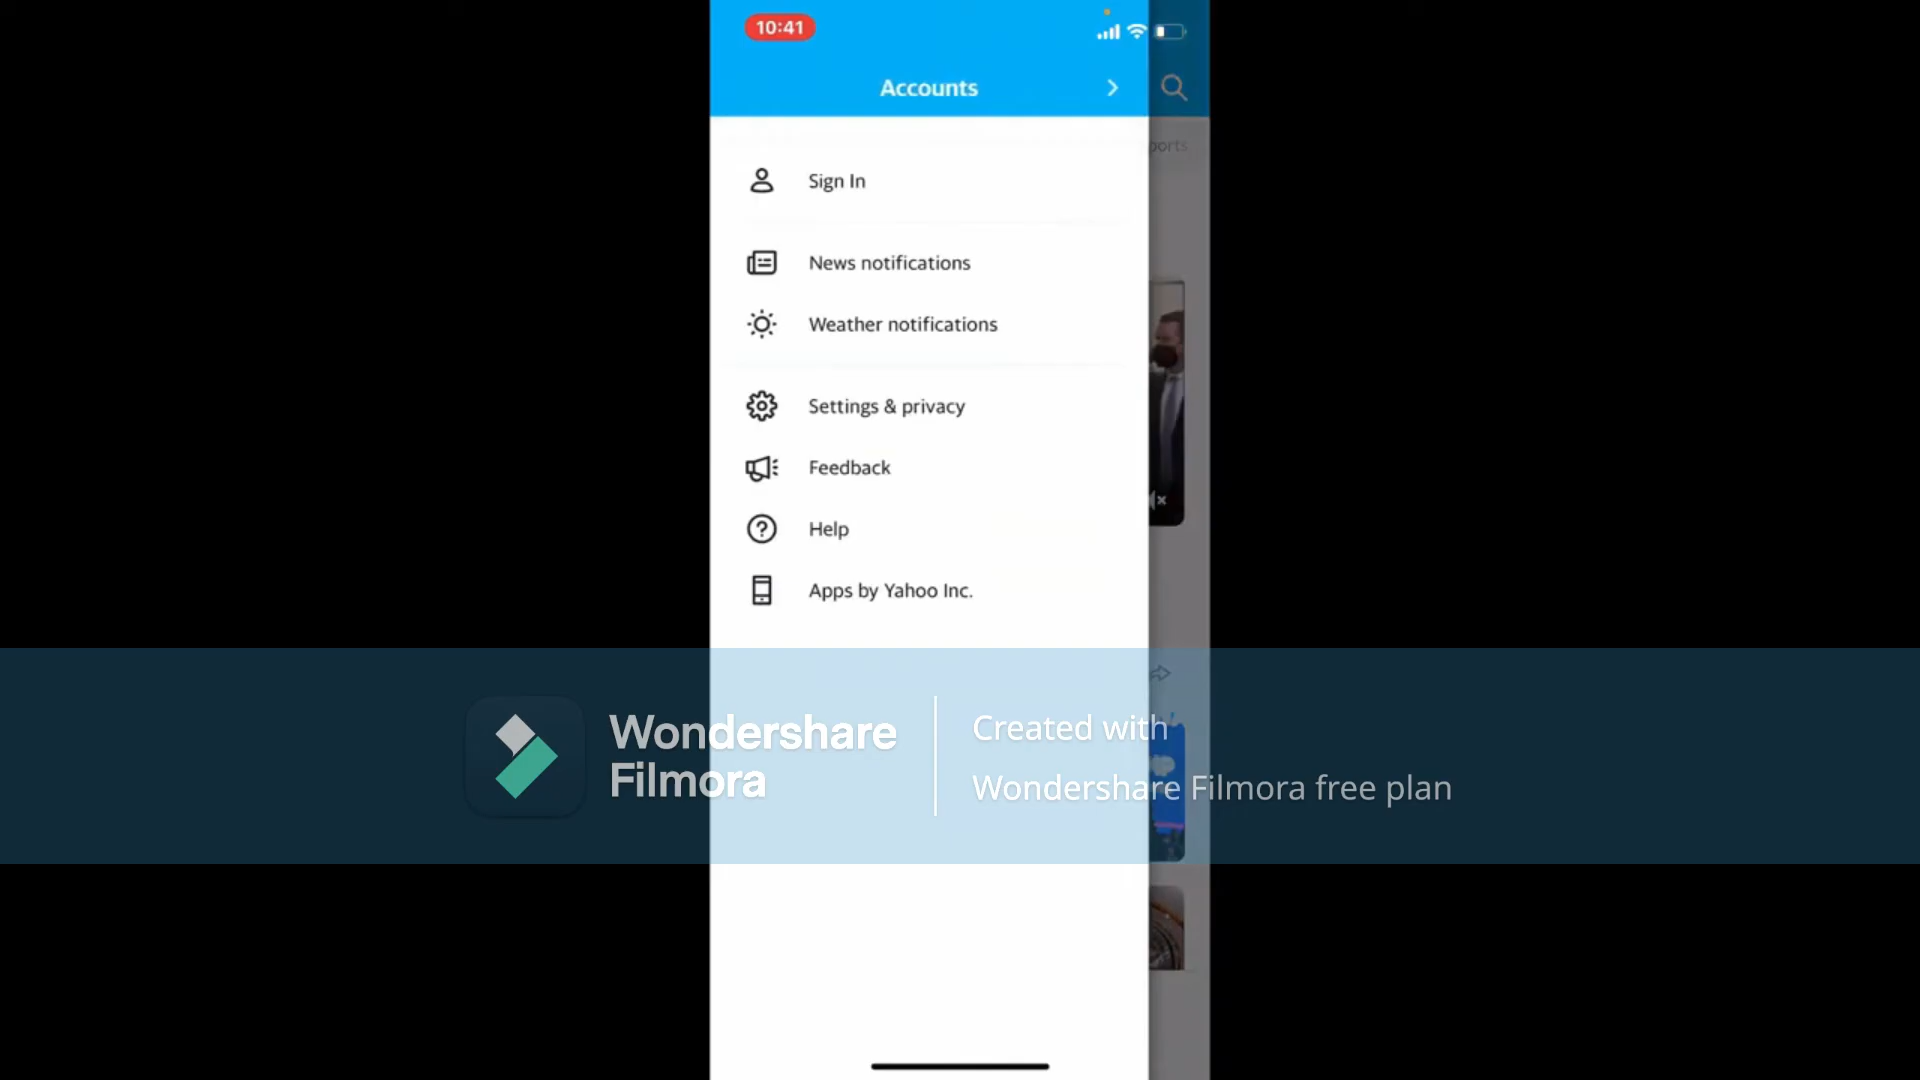 10:41
Accounts
ports
Sign In
News notifications
Weather notifications
Settings & privacy
Feedback
Help
Apps by Yahoo Inc.
Wondershare
Filmora
Created with
Wondershare Filmora free plan